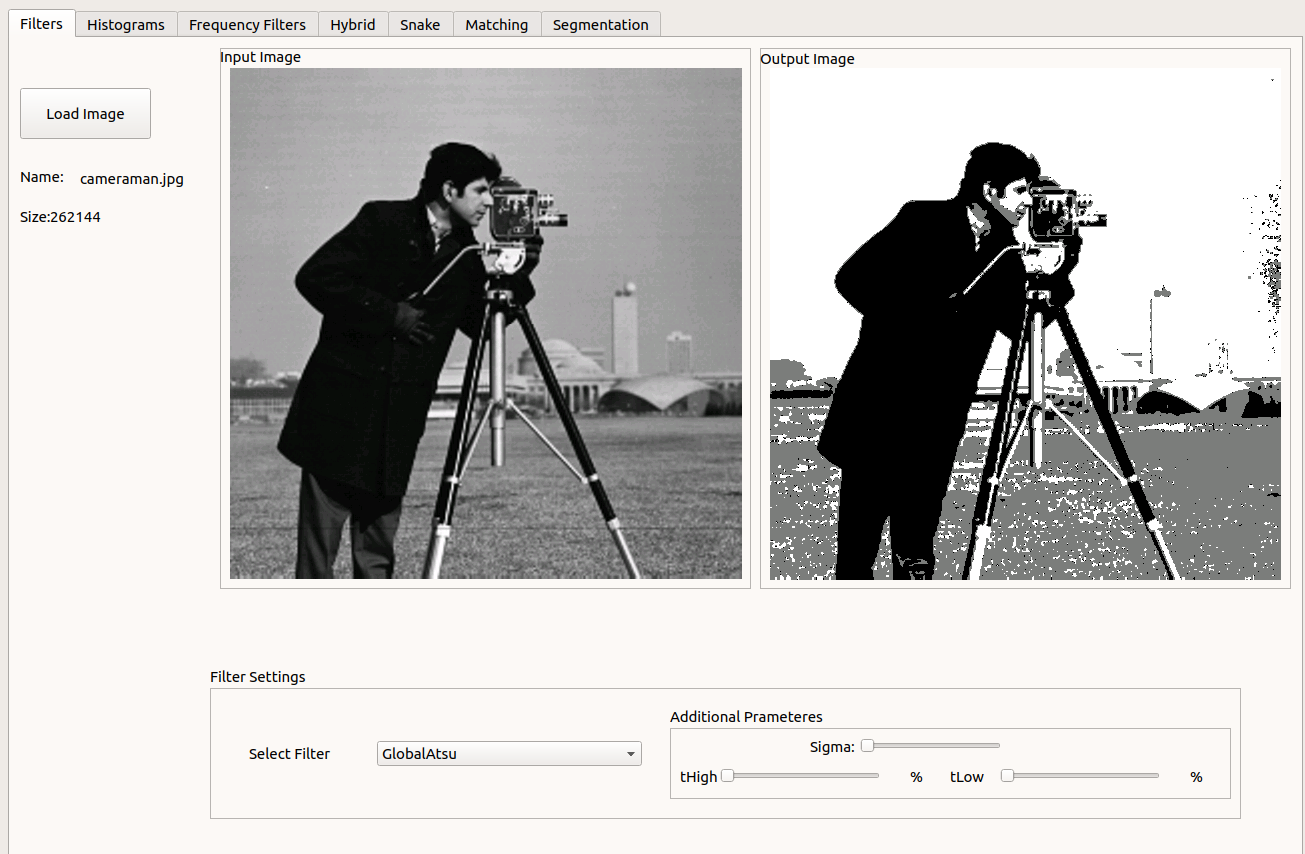 Filters Histograms Frequency Filters Hybrid Snake Matching Segmentation
Input Image
Output Image
Load Image
Name: cameraman.jpg
Size:262144
Filter Settings
Select Filter GlobalAtsu
Additional Prameteres
Sigma:
tHigh % tLow %